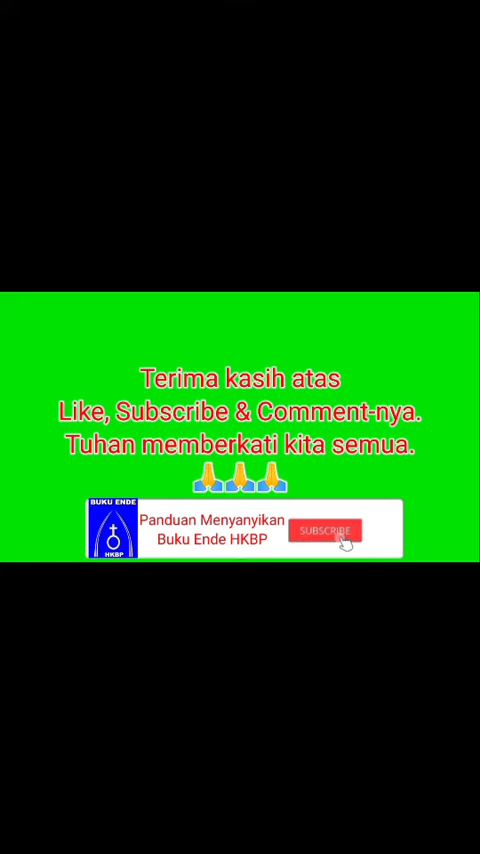 Terima kasih atas
Like, Subscribe & Comment-nya.
Tuhan memberkati kita semua.
🙏🙏🙏
BUKU ENDE
HKBP
Panduan Menyanyikan
Buku Ende HKBP
SUBSCRIBE